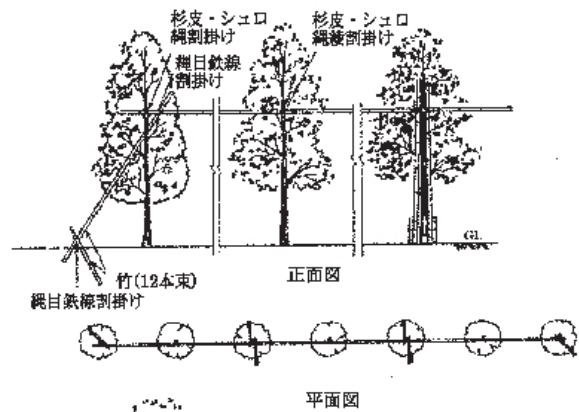 杉皮・シュロ
縄割掛け
縄目鉄線
割掛け
杉皮・シュロ
縄綾割掛け
GL
竹(12本束)
縄目鉄線割掛け
正面図
平面図